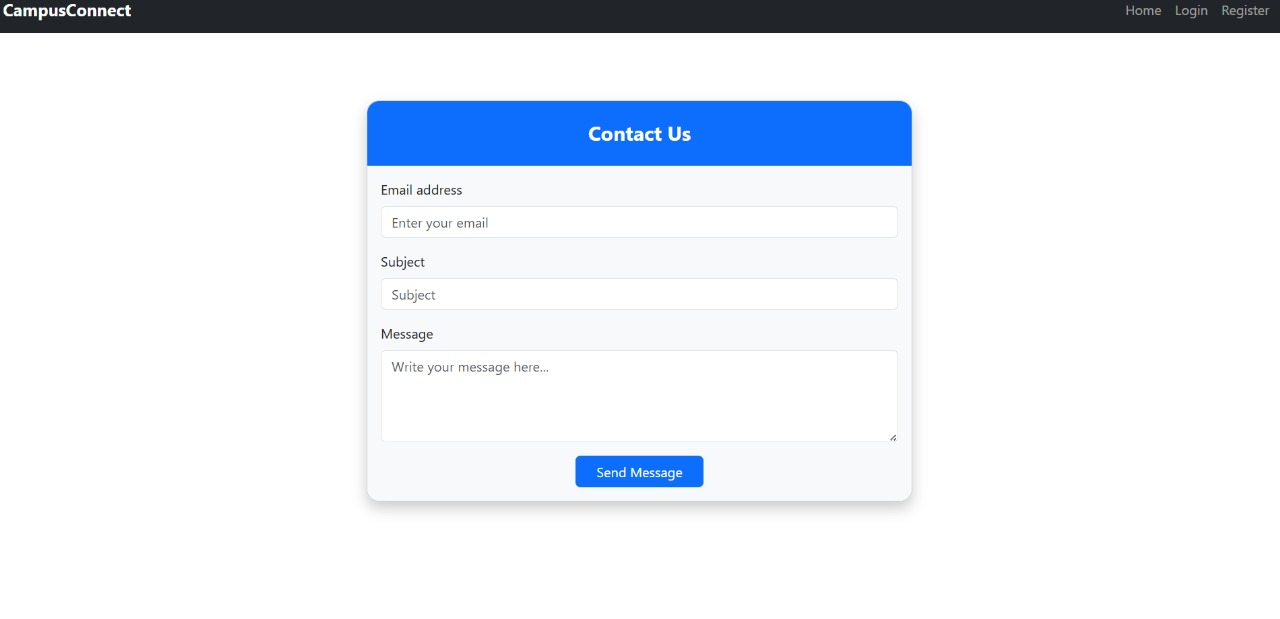 CampusConnect
Home Login Register
Contact Us
Email address
Enter your email
Subject
Subject
Message
Write your message here...
Send Message